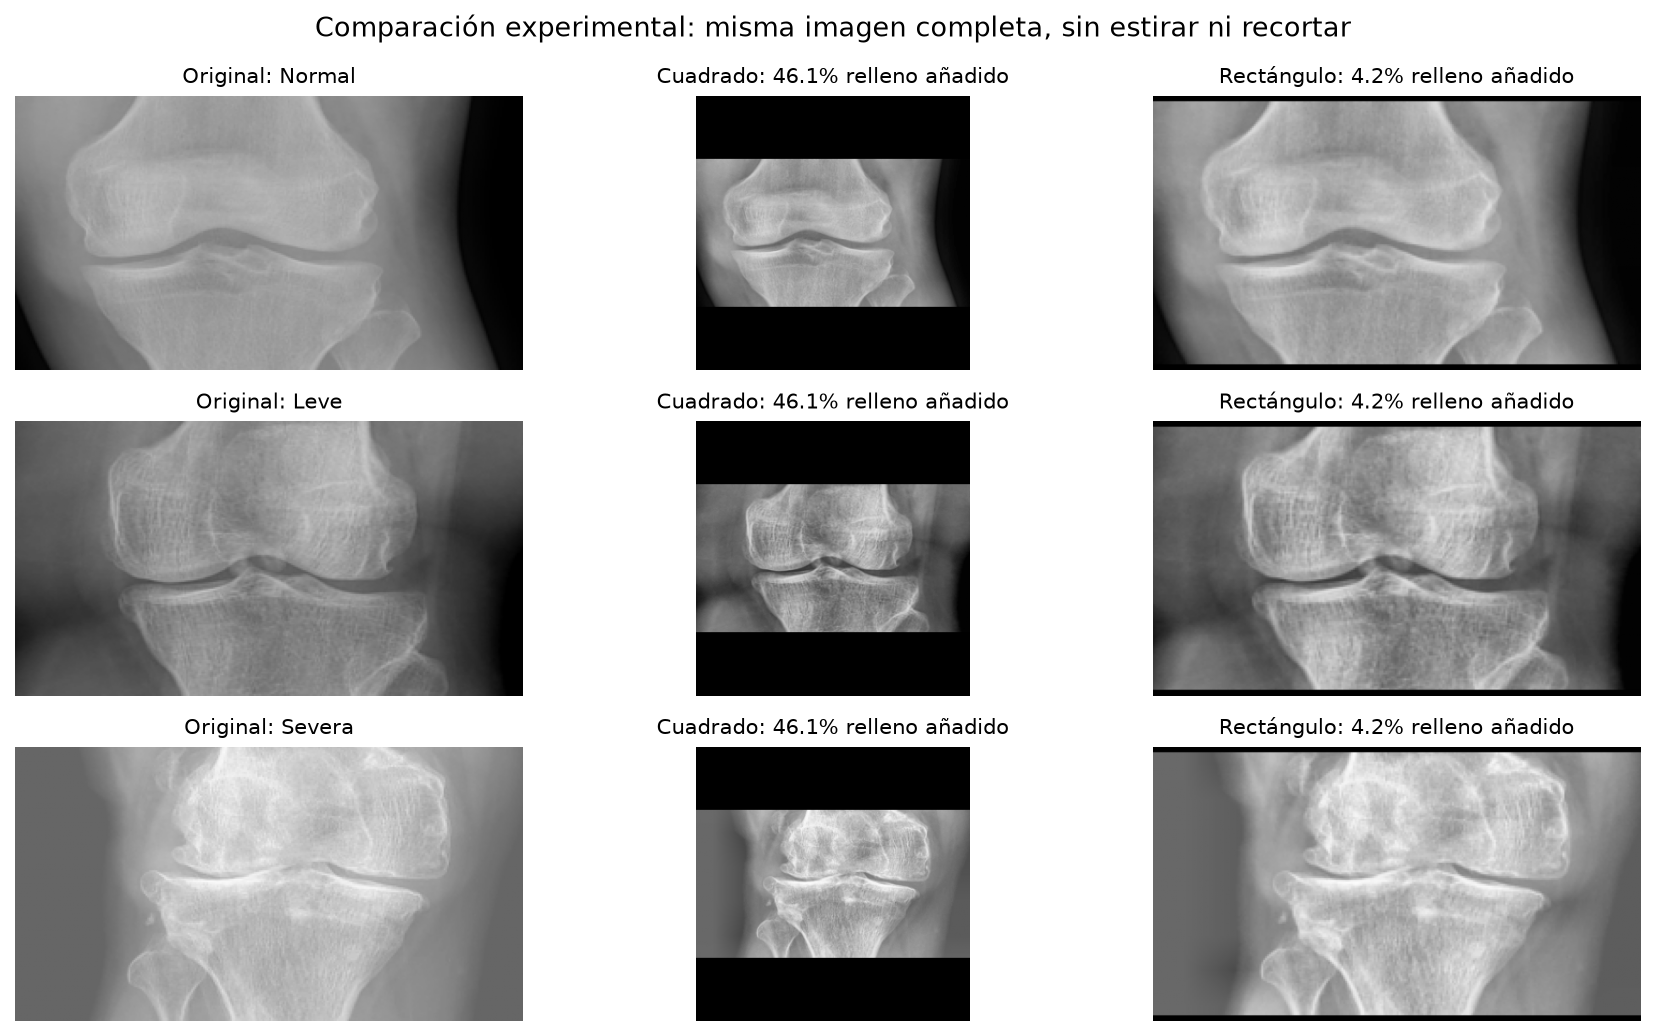 Comparación experimental: misma imagen completa, sin estirar ni recortar
Original: Normal
Cuadrado: 46.1% relleno añadido
Rectángulo: 4.2% relleno añadido
Original: Leve
Cuadrado: 46.1% relleno añadido
Rectángulo: 4.2% relleno añadido
Original: Severa
Cuadrado: 46.1% relleno añadido
Rectángulo: 4.2% relleno añadido